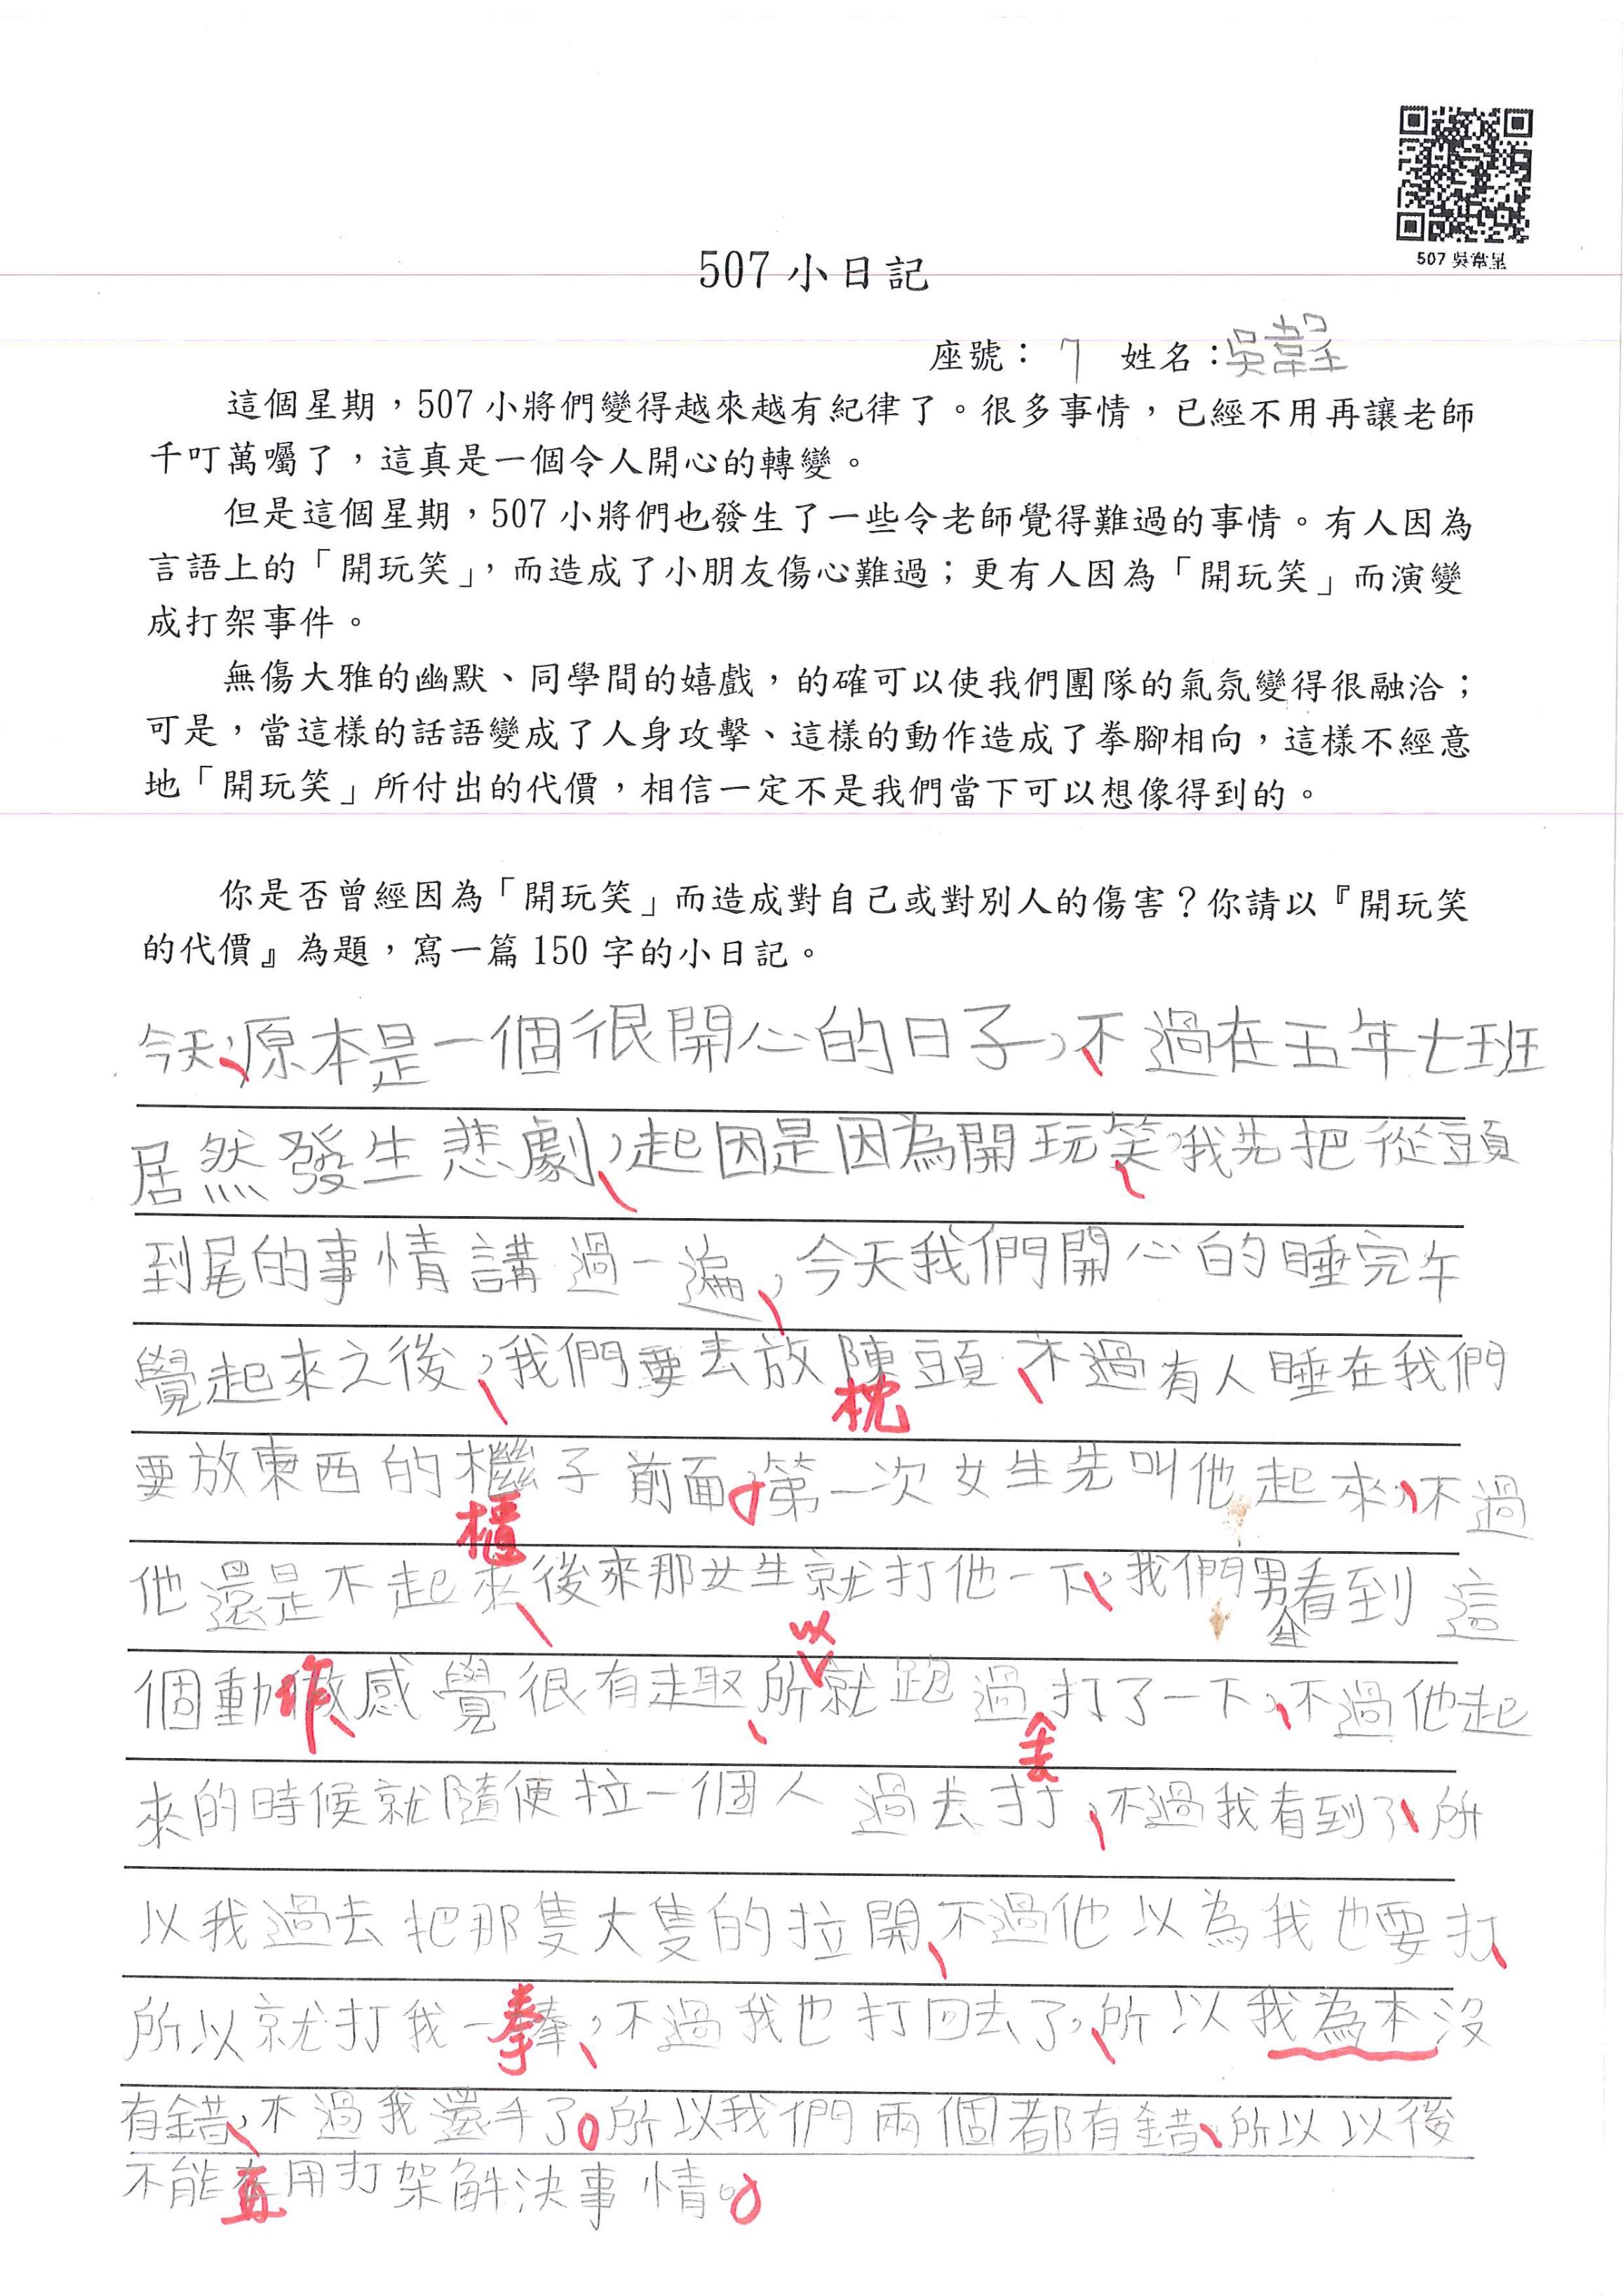 507 吳常呈
507 小日記
座號： 7 姓名：吳韋呈
這個星期，507 小將們變得越來越有紀律了。很多事情，已經不用再讓老師
千叮萬囑了，這真是一個令人開心的轉變。
但是這個星期，507 小將們也發生了一些令老師覺得難過的事情。有人因為
言語上的「開玩笑」，而造成了小朋友傷心難過；更有人因為「開玩笑」而演變
成打架事件。
無傷大雅的幽默、同學間的嬉戲，的確可以使我們團隊的氣氛變得很融洽；
可是，當這樣的話語變成了人身攻擊、這樣的動作造成了拳腳相向，這樣不經意
地「開玩笑」所付出的代價，相信一定不是我們當下可以想像得到的。
你是否曾經因為「開玩笑」而造成對自己或對別人的傷害？你請以『開玩笑
的代價』為題，寫一篇 150 字的小日記。
今天，原本是一個很開心的日子，不過在五年七班
居然發生悲劇，起因是因為開玩笑，我先把從頭
到尾的事情講過一遍，今天我們開心的睡完午
覺起來之後，我們要去放陳頭，不過有人睡在我們
枕
要放東西的子前面，第一次女生先叫他起來，不過
櫃
他還是不起來，後來那女生就打他一下，我們男生看到這
以
個動作感覺很有趣，所就跑過打了一下，不過他起
去
來的時候就隨便拉一個人過去打，不過我看到了，所
以我過去把那隻大隻的拉開，不過他以為我也要打，
所以就打我一拳，不過我也打回去了，所以我為本沒
有錯，不過我還手了。所以我們兩個都有錯，所以以後
不能再用打架解決事情。